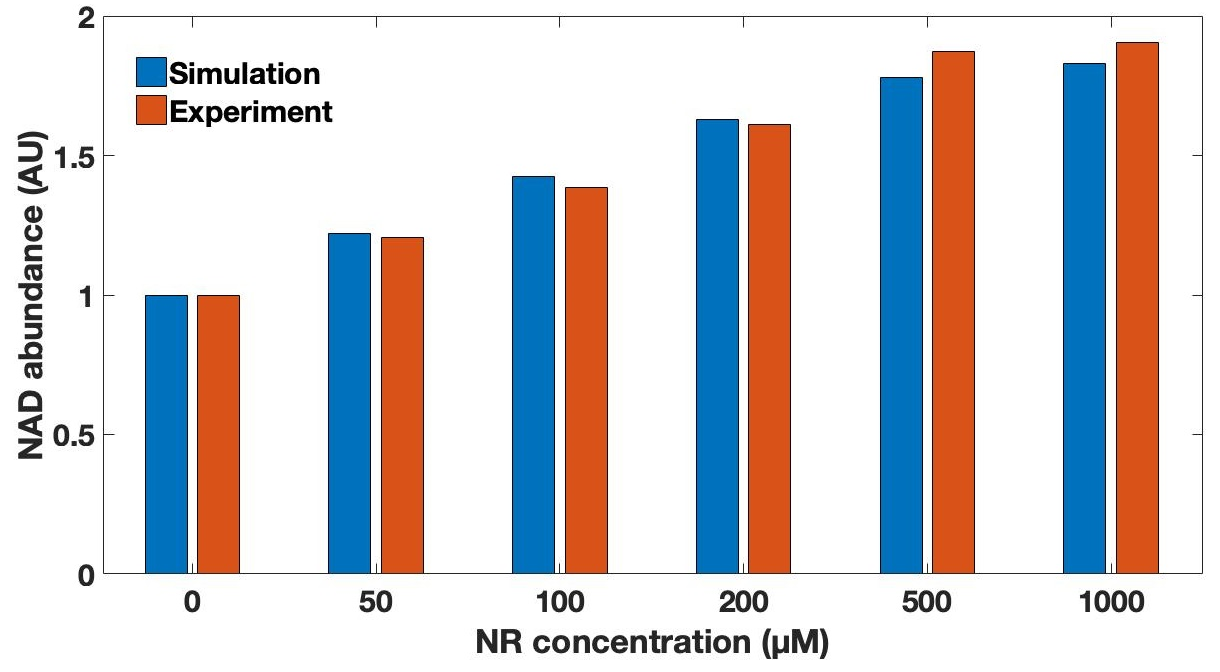 NAD abundance (AU)
2
1.5
1
0.5
0
Simulation
Experiment
0 50 100 200 500 1000
NR concentration (µM)